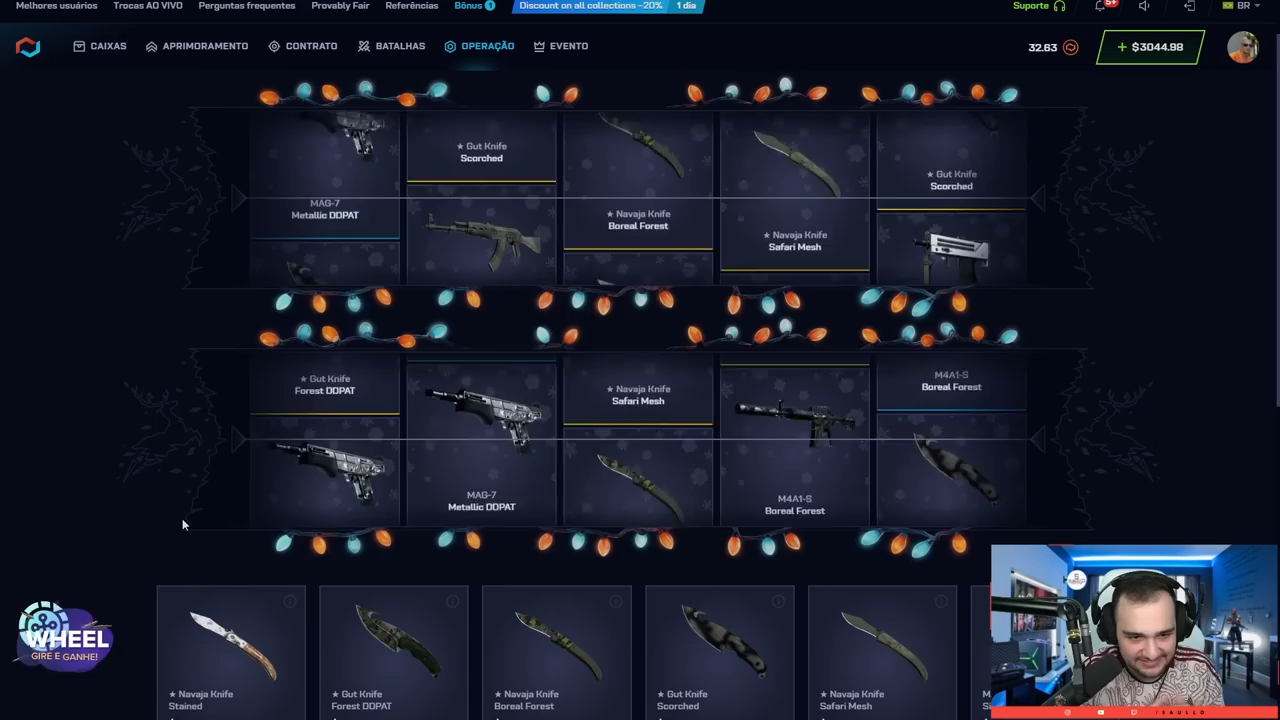 Melhores usuários Trocas AO VIVO Perguntas frequentes Provably Fair Referências Bônus 1 Discount on all collections -20% 1 dia Suporte 5+ BR
CAIXAS APRIMORAMENTO CONTRATO BATALHAS OPERAÇÃO EVENTO 32.63 + $3044.98
MAG-7
Metallic DDPAT
★ Gut Knife
Scorched
★ Navaja Knife
Boreal Forest
★ Navaja Knife
Safari Mesh
★ Gut Knife
Scorched
★ Gut Knife
Forest DDPAT
MAG-7
Metallic DDPAT
★ Navaja Knife
Safari Mesh
M4A1-S
Boreal Forest
M4A1-S
Boreal Forest
WHEEL
GIRE E GANHE!
★ Navaja Knife
Stained
★ Gut Knife
Forest DDPAT
★ Navaja Knife
Boreal Forest
★ Gut Knife
Scorched
★ Navaja Knife
Safari Mesh